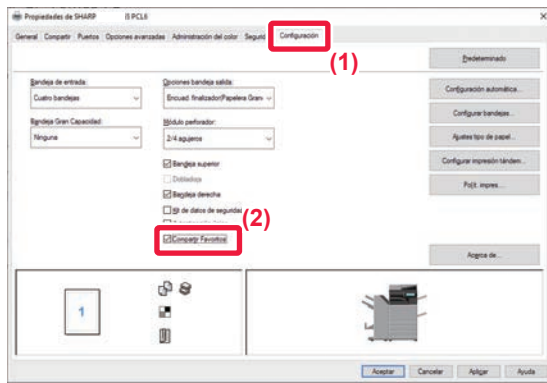 Propiedades de SHARP IS PCL6
General Compartir Puertos Opciones avanzadas Administración del color Segurid Configuración
(1)
Predeterminado
Bandeja de entrada:
Opciones bandeja salida:
Cuatro bandejas
Encuad. finalizador(Papelera Gran
Configuración automática...
Bandeja Gran Capacidad:
Módulo perforador:
Configurar bandejas...
Ninguna
2/4 agujeros
Ajustes tipo de papel...
Bandeja superior
Configurar impresión tándem...
Dobladora
Polít. impres...
Bandeja derecha
Kit de datos de seguridad
(2)
Compartir Favoritos
Acerca de...
1
Aceptar Cancelar Aplicar Ayuda